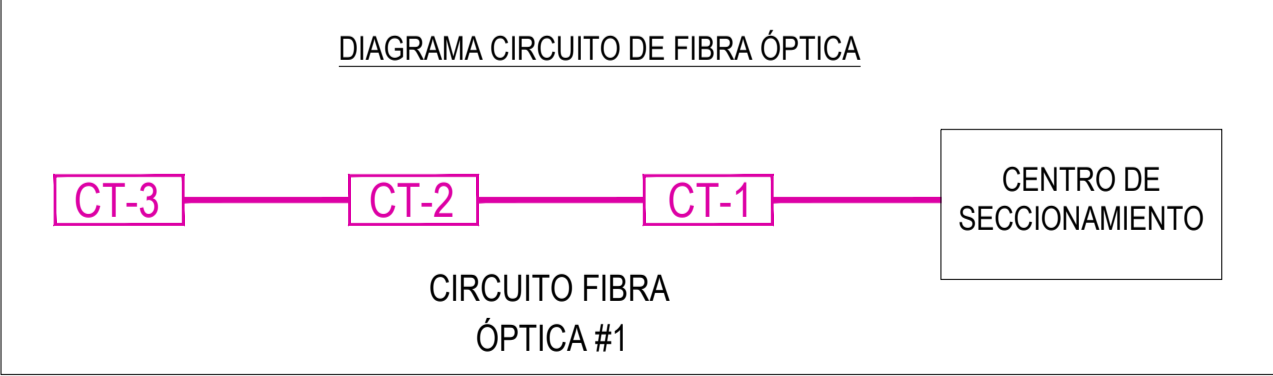 DIAGRAMA CIRCUITO DE FIBRA ÓPTICA
CT-3
CT-2
CT-1
CENTRO DE
SECCIONAMIENTO
CIRCUITO FIBRA
ÓPTICA #1